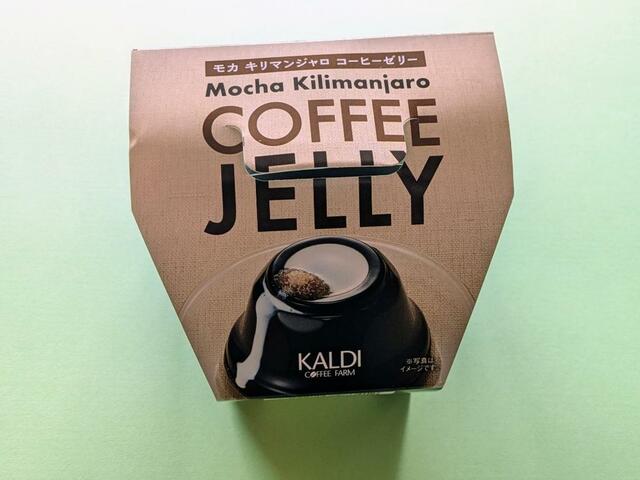 モカ キリマンジャロ コーヒーゼリー
Mocha Kilimanjaro
COFFEE
JELLY
KALDI
COFFEE FARM
※写真は
イメージです